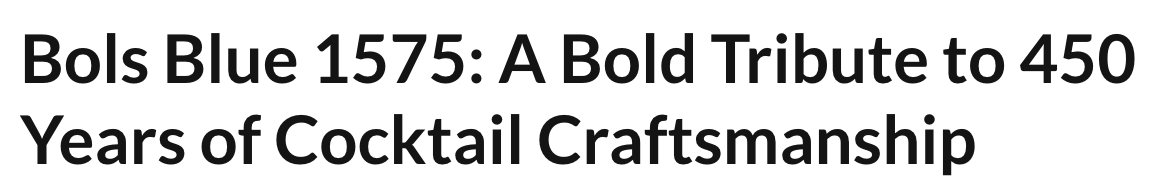 Bols Blue 1575: A Bold Tribute to 450
Years of Cocktail Craftsmanship